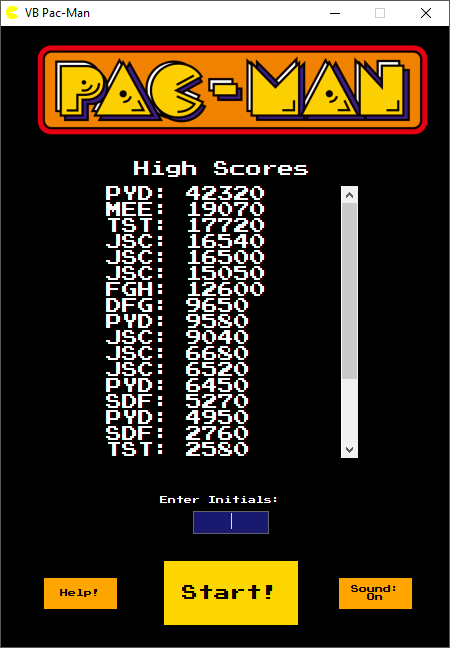 VB Pac-Man
PAC-MAN
High Scores
PYD: 42320
MEE: 19070
TST: 17720
JSC: 16540
JSC: 16500
JSC: 15050
FGH: 12600
DFG: 9650
PYD: 9580
JSC: 9040
JSC: 6680
JSC: 6520
PYD: 6450
SDF: 5270
PYD: 4950
SDF: 2760
TST: 2580
Enter Initials:
Help!
Start!
Sound:
On